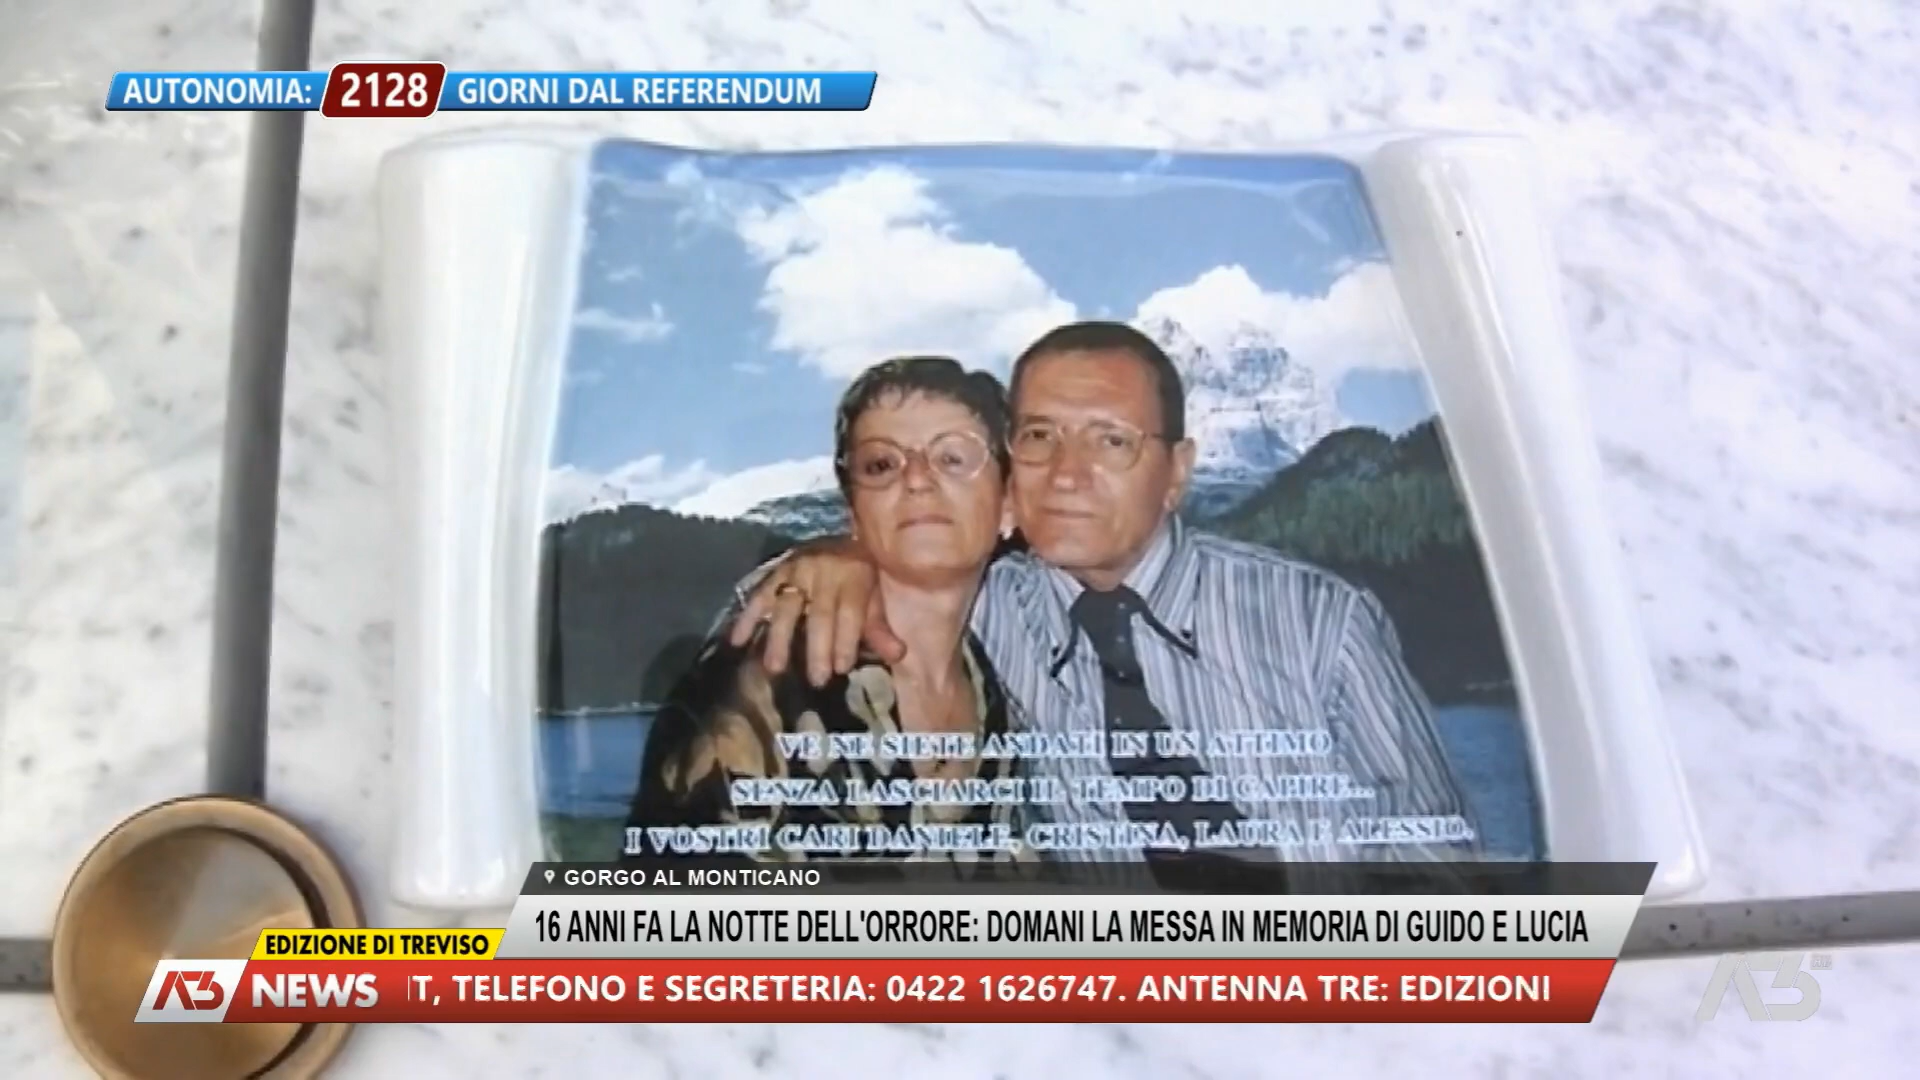 AUTONOMIA: 2128 GIORNI DAL REFERENDUM
VE NE SIETE ANDATI IN UN ATTIMO
SENZA LASCIARCI IL TEMPO DI CAPIRE...
I VOSTRI CARI DANIELE, CRISTINA, LAURA E ALESSIO.
GORGO AL MONTICANO
16 ANNI FA LA NOTTE DELL'ORRORE: DOMANI LA MESSA IN MEMORIA DI GUIDO E LUCIA
EDIZIONE DI TREVISO
A3 NEWS IT, TELEFONO E SEGRETERIA: 0422 1626747. ANTENNA TRE: EDIZIONI
A3